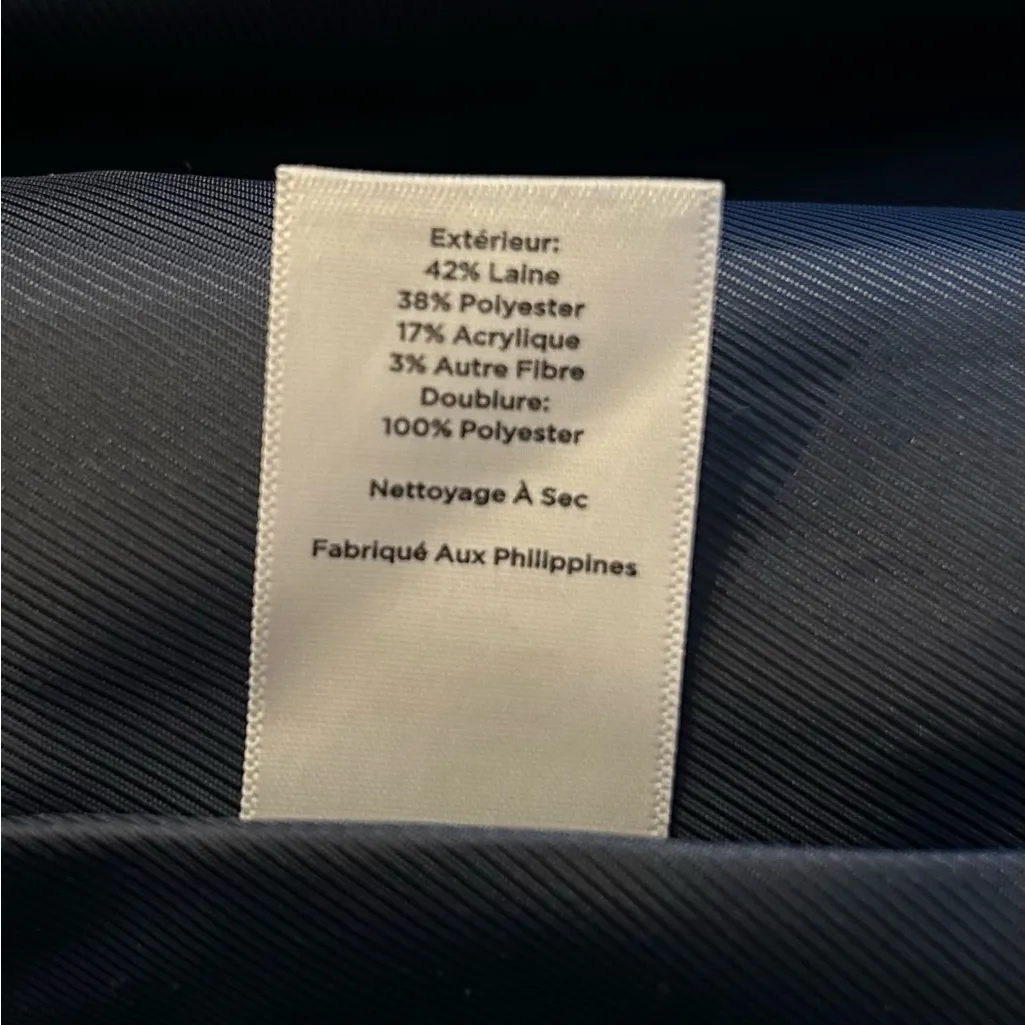 Extérieur:
42% Laine
38% Polyester
17% Acrylique
3% Autre Fibre
Doublure:
100% Polyester
Nettoyage À Sec
Fabriqué Aux Philippines